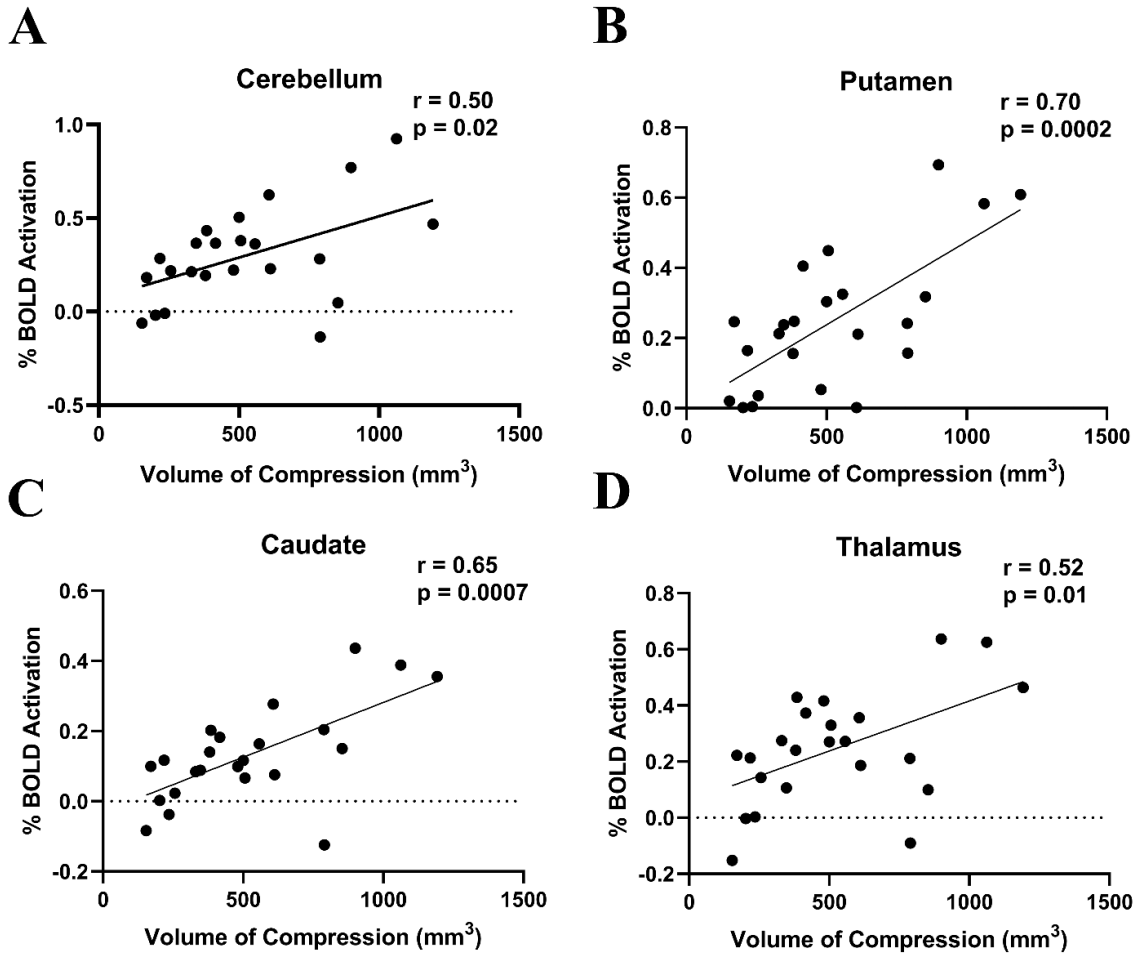 A
Cerebellum
r = 0.50
p = 0.02
% BOLD Activation
1.0
0.5
0.0
-0.5
0
500
1000
1500
Volume of Compression (mm³)
B
Putamen
r = 0.70
p = 0.0002
% BOLD Activation
0.8
0.6
0.4
0.2
0.0
0
500
1000
1500
Volume of Compression (mm³)
C
Caudate
r = 0.65
p = 0.0007
% BOLD Activation
0.6
0.4
0.2
0.0
-0.2
0
500
1000
1500
Volume of Compression (mm³)
D
Thalamus
r = 0.52
p = 0.01
% BOLD Activation
0.8
0.6
0.4
0.2
0.0
-0.2
0
500
1000
1500
Volume of Compression (mm³)